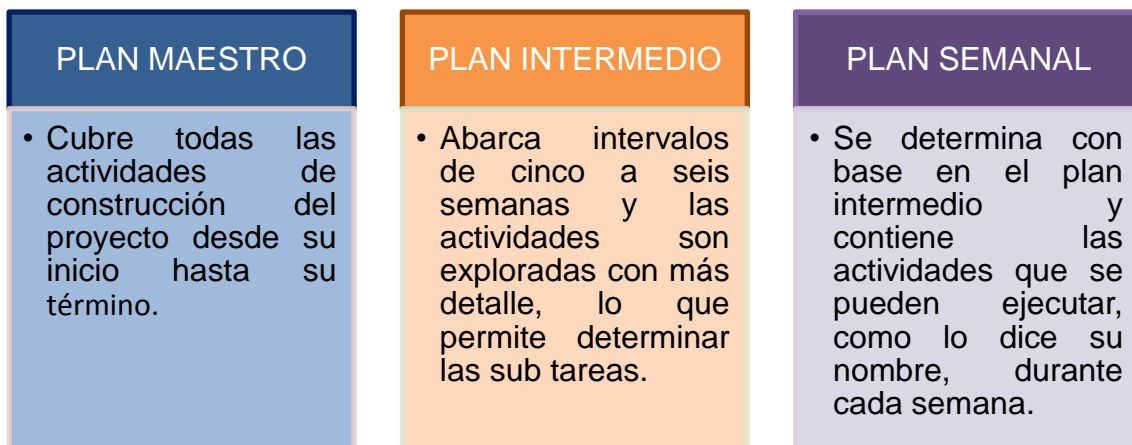 PLAN MAESTRO
• Cubre todas las
actividades de
construcción del
proyecto desde su
inicio hasta su
término.
PLAN INTERMEDIO
• Abarca intervalos
de cinco a seis
semanas y las
actividades son
exploradas con más
detalle, lo que
permite determinar
las sub tareas.
PLAN SEMANAL
• Se determina con
base en el plan
intermedio y
contiene las
actividades que se
pueden ejecutar,
como lo dice su
nombre, durante
cada semana.